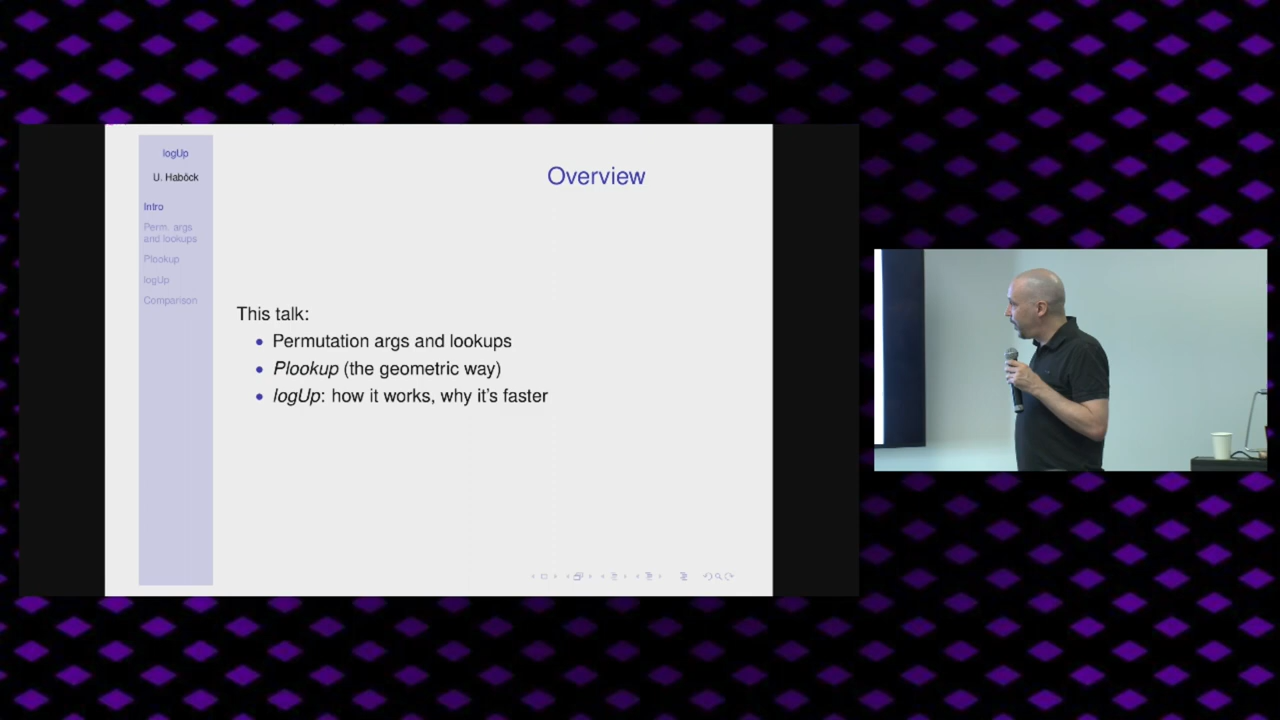 logUp
U. Haböck
Intro
Perm. args
and lookups
Plookup
logUp
Comparison
Overview
This talk:
• Permutation args and lookups
• Plookup (the geometric way)
• logUp: how it works, why it's faster